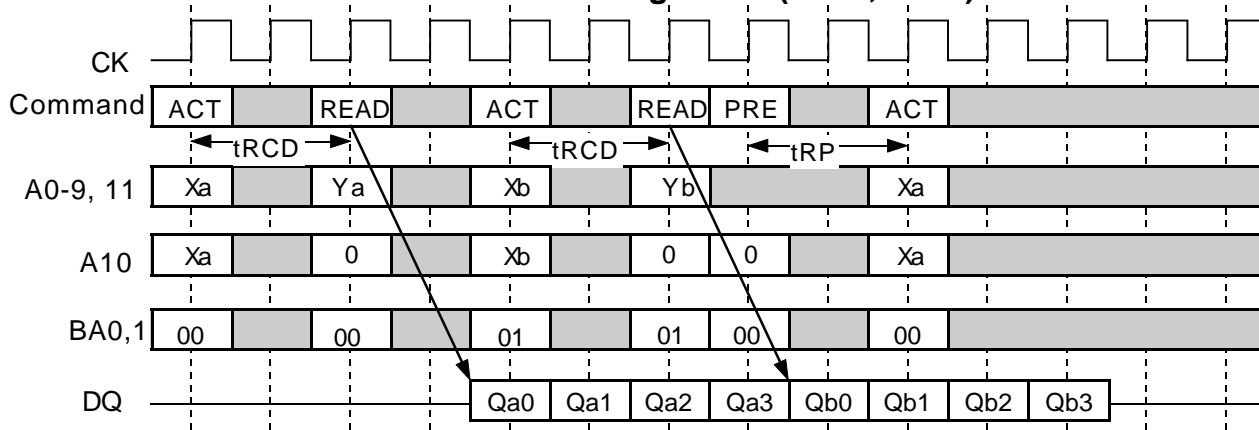 CK
Command ACT READ ACT READ PRE ACT
tRCD tRCD tRP
A0-9, 11 Xa Ya Xb Yb Xa
A10 Xa 0 Xb 0 0 Xa
BA0,1 00 00 01 01 00 00
DQ Qa0 Qa1 Qa2 Qa3 Qb0 Qb1 Qb2 Qb3